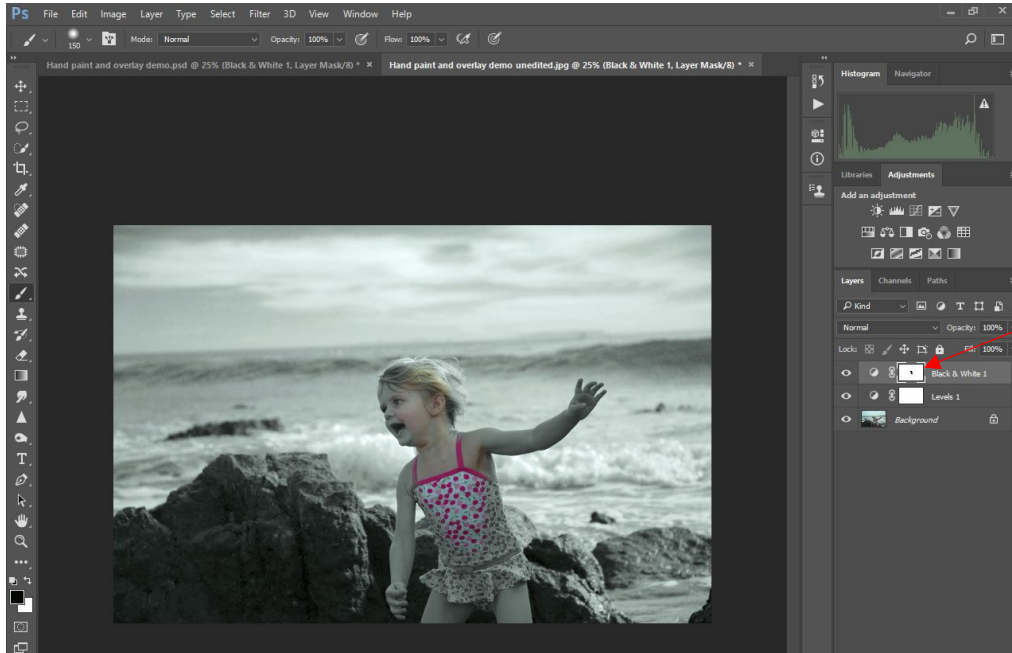 Ps File Edit Image Layer Type Select Filter 3D View Window Help
150 Mode: Normal Opacity: 100% Flow: 100%
Hand paint and overlay demo.psd @ 25% (Black & White 1, Layer Mask/8) * × Hand paint and overlay demo unedited.jpg @ 25% (Black & White 1, Layer Mask/8) * ×
Histogram Navigator
Libraries Adjustments
Add an adjustment
Layers Channels Paths
Kind
Normal Opacity: 100%
Lock: Fill: 100%
Black & White 1
Levels 1
Background